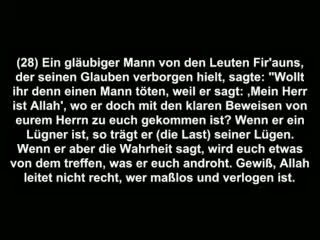 (28) Ein gläubiger Mann von den Leuten Fir'auns,
der seinen Glauben verborgen hielt, sagte: "Wollt
ihr denn einen Mann töten, weil er sagt: ,Mein Herr
ist Allah', wo er doch mit den klaren Beweisen von
eurem Herrn zu euch gekommen ist? Wenn er ein
Lügner ist, so trägt er (die Last) seiner Lügen.
Wenn er aber die Wahrheit sagt, wird euch etwas
von dem treffen, was er euch androht. Gewiß, Allah
leitet nicht recht, wer maßlos und verlogen ist.